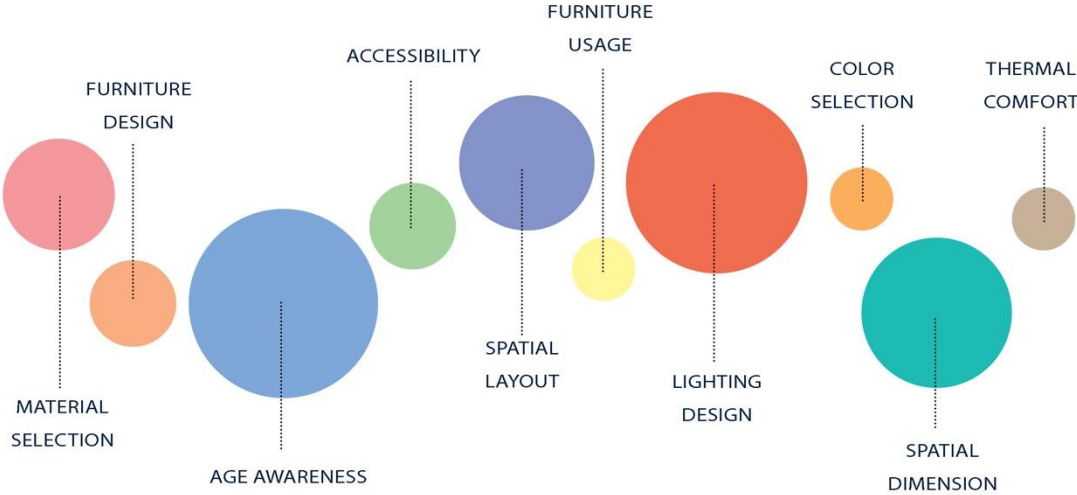 MATERIAL
SELECTION
FURNITURE
DESIGN
AGE AWARENESS
ACCESSIBILITY
SPATIAL
LAYOUT
FURNITURE
USAGE
LIGHTING
DESIGN
COLOR
SELECTION
SPATIAL
DIMENSION
THERMAL
COMFORT